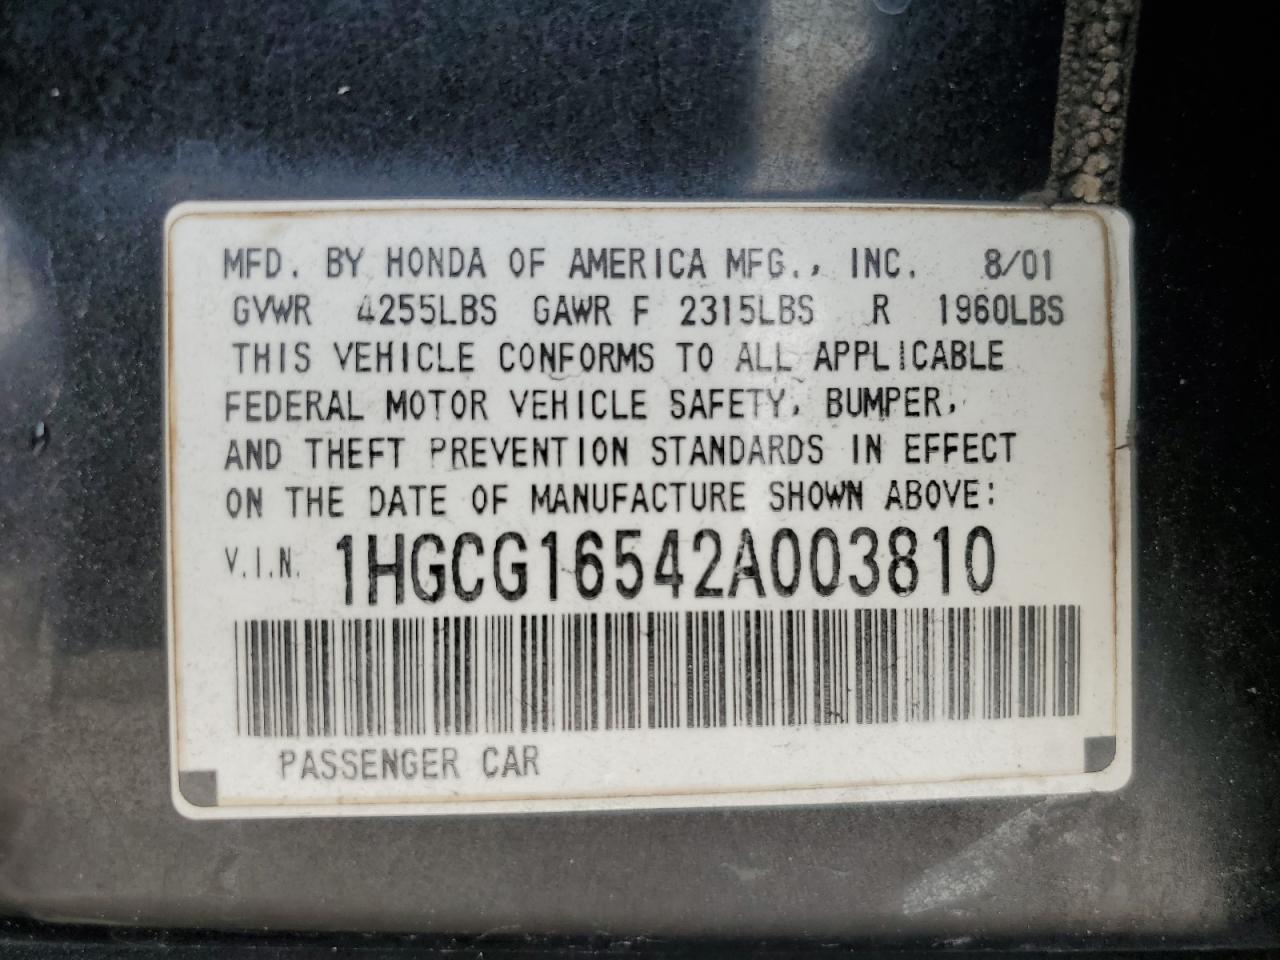 MFD. BY HONDA OF AMERICA MFG., INC. 8/01
GVWR 4255LBS GAWR F 2315LBS R 1960LBS
THIS VEHICLE CONFORMS TO ALL APPLICABLE
FEDERAL MOTOR VEHICLE SAFETY, BUMPER,
AND THEFT PREVENTION STANDARDS IN EFFECT
ON THE DATE OF MANUFACTURE SHOWN ABOVE:
V.I.N. 1HGCG16542A003810
PASSENGER CAR